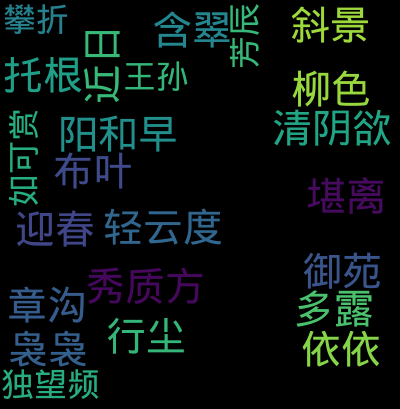 攀折
含翠
芳辰
斜景
近日
托根
王孙
柳色
如可赏
阳和早
清阴欲
布叶
堪离
迎春
轻云度
御苑
秀质方
章沟
多露
袅袅
行尘
依依
独望频